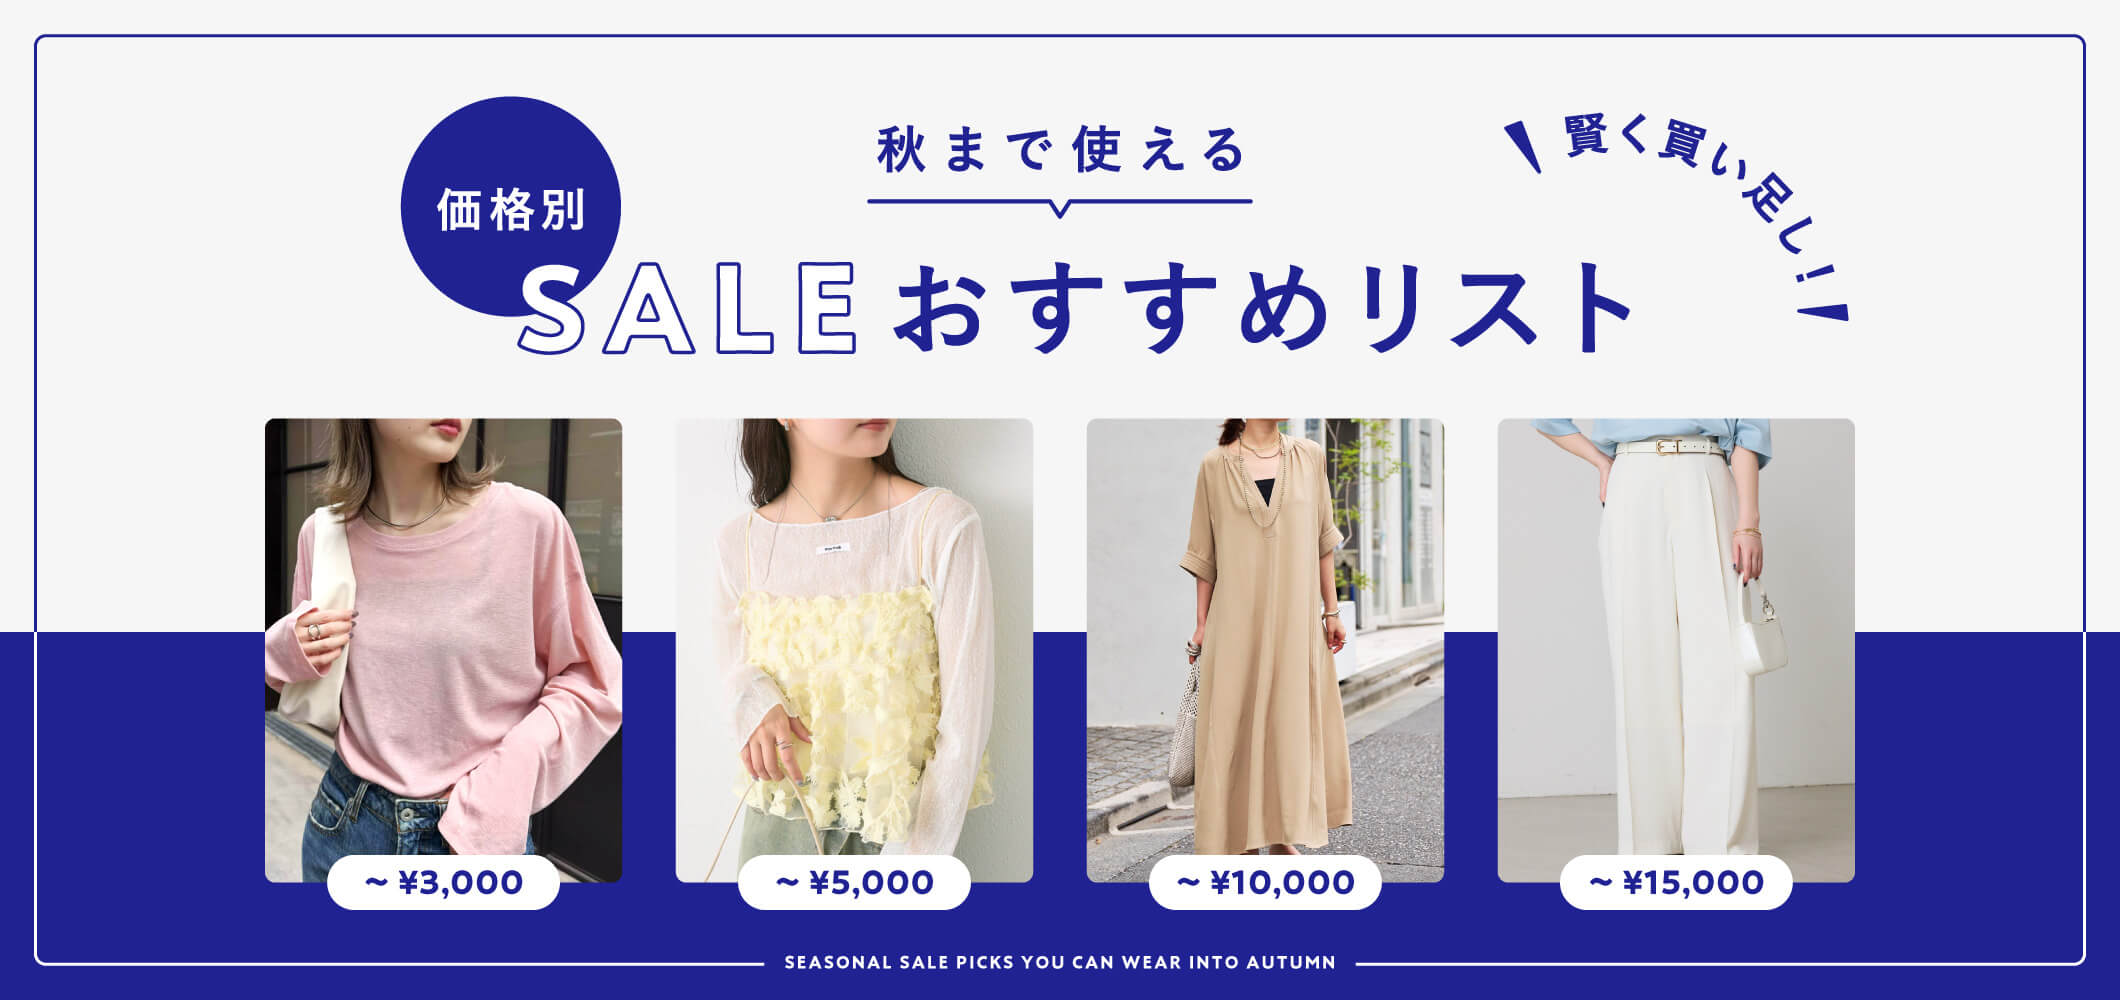 価格別
秋まで使える
賢く買い足し!
SALEおすすめリスト
~ ¥3,000
~ ¥5,000
~ ¥10,000
~ ¥15,000
SEASONAL SALE PICKS YOU CAN WEAR INTO AUTUMN